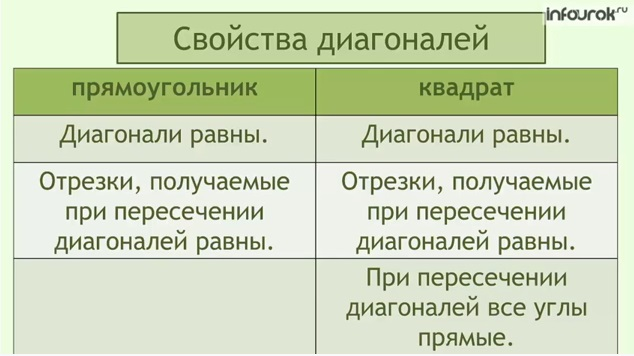 infourok.ru
Свойства диагоналей
прямоугольник
квадрат
Диагонали равны.
Диагонали равны.
Отрезки, получаемые
при пересечении
диагоналей равны.
Отрезки, получаемые
при пересечении
диагоналей равны.
При пересечении
диагоналей все углы
прямые.